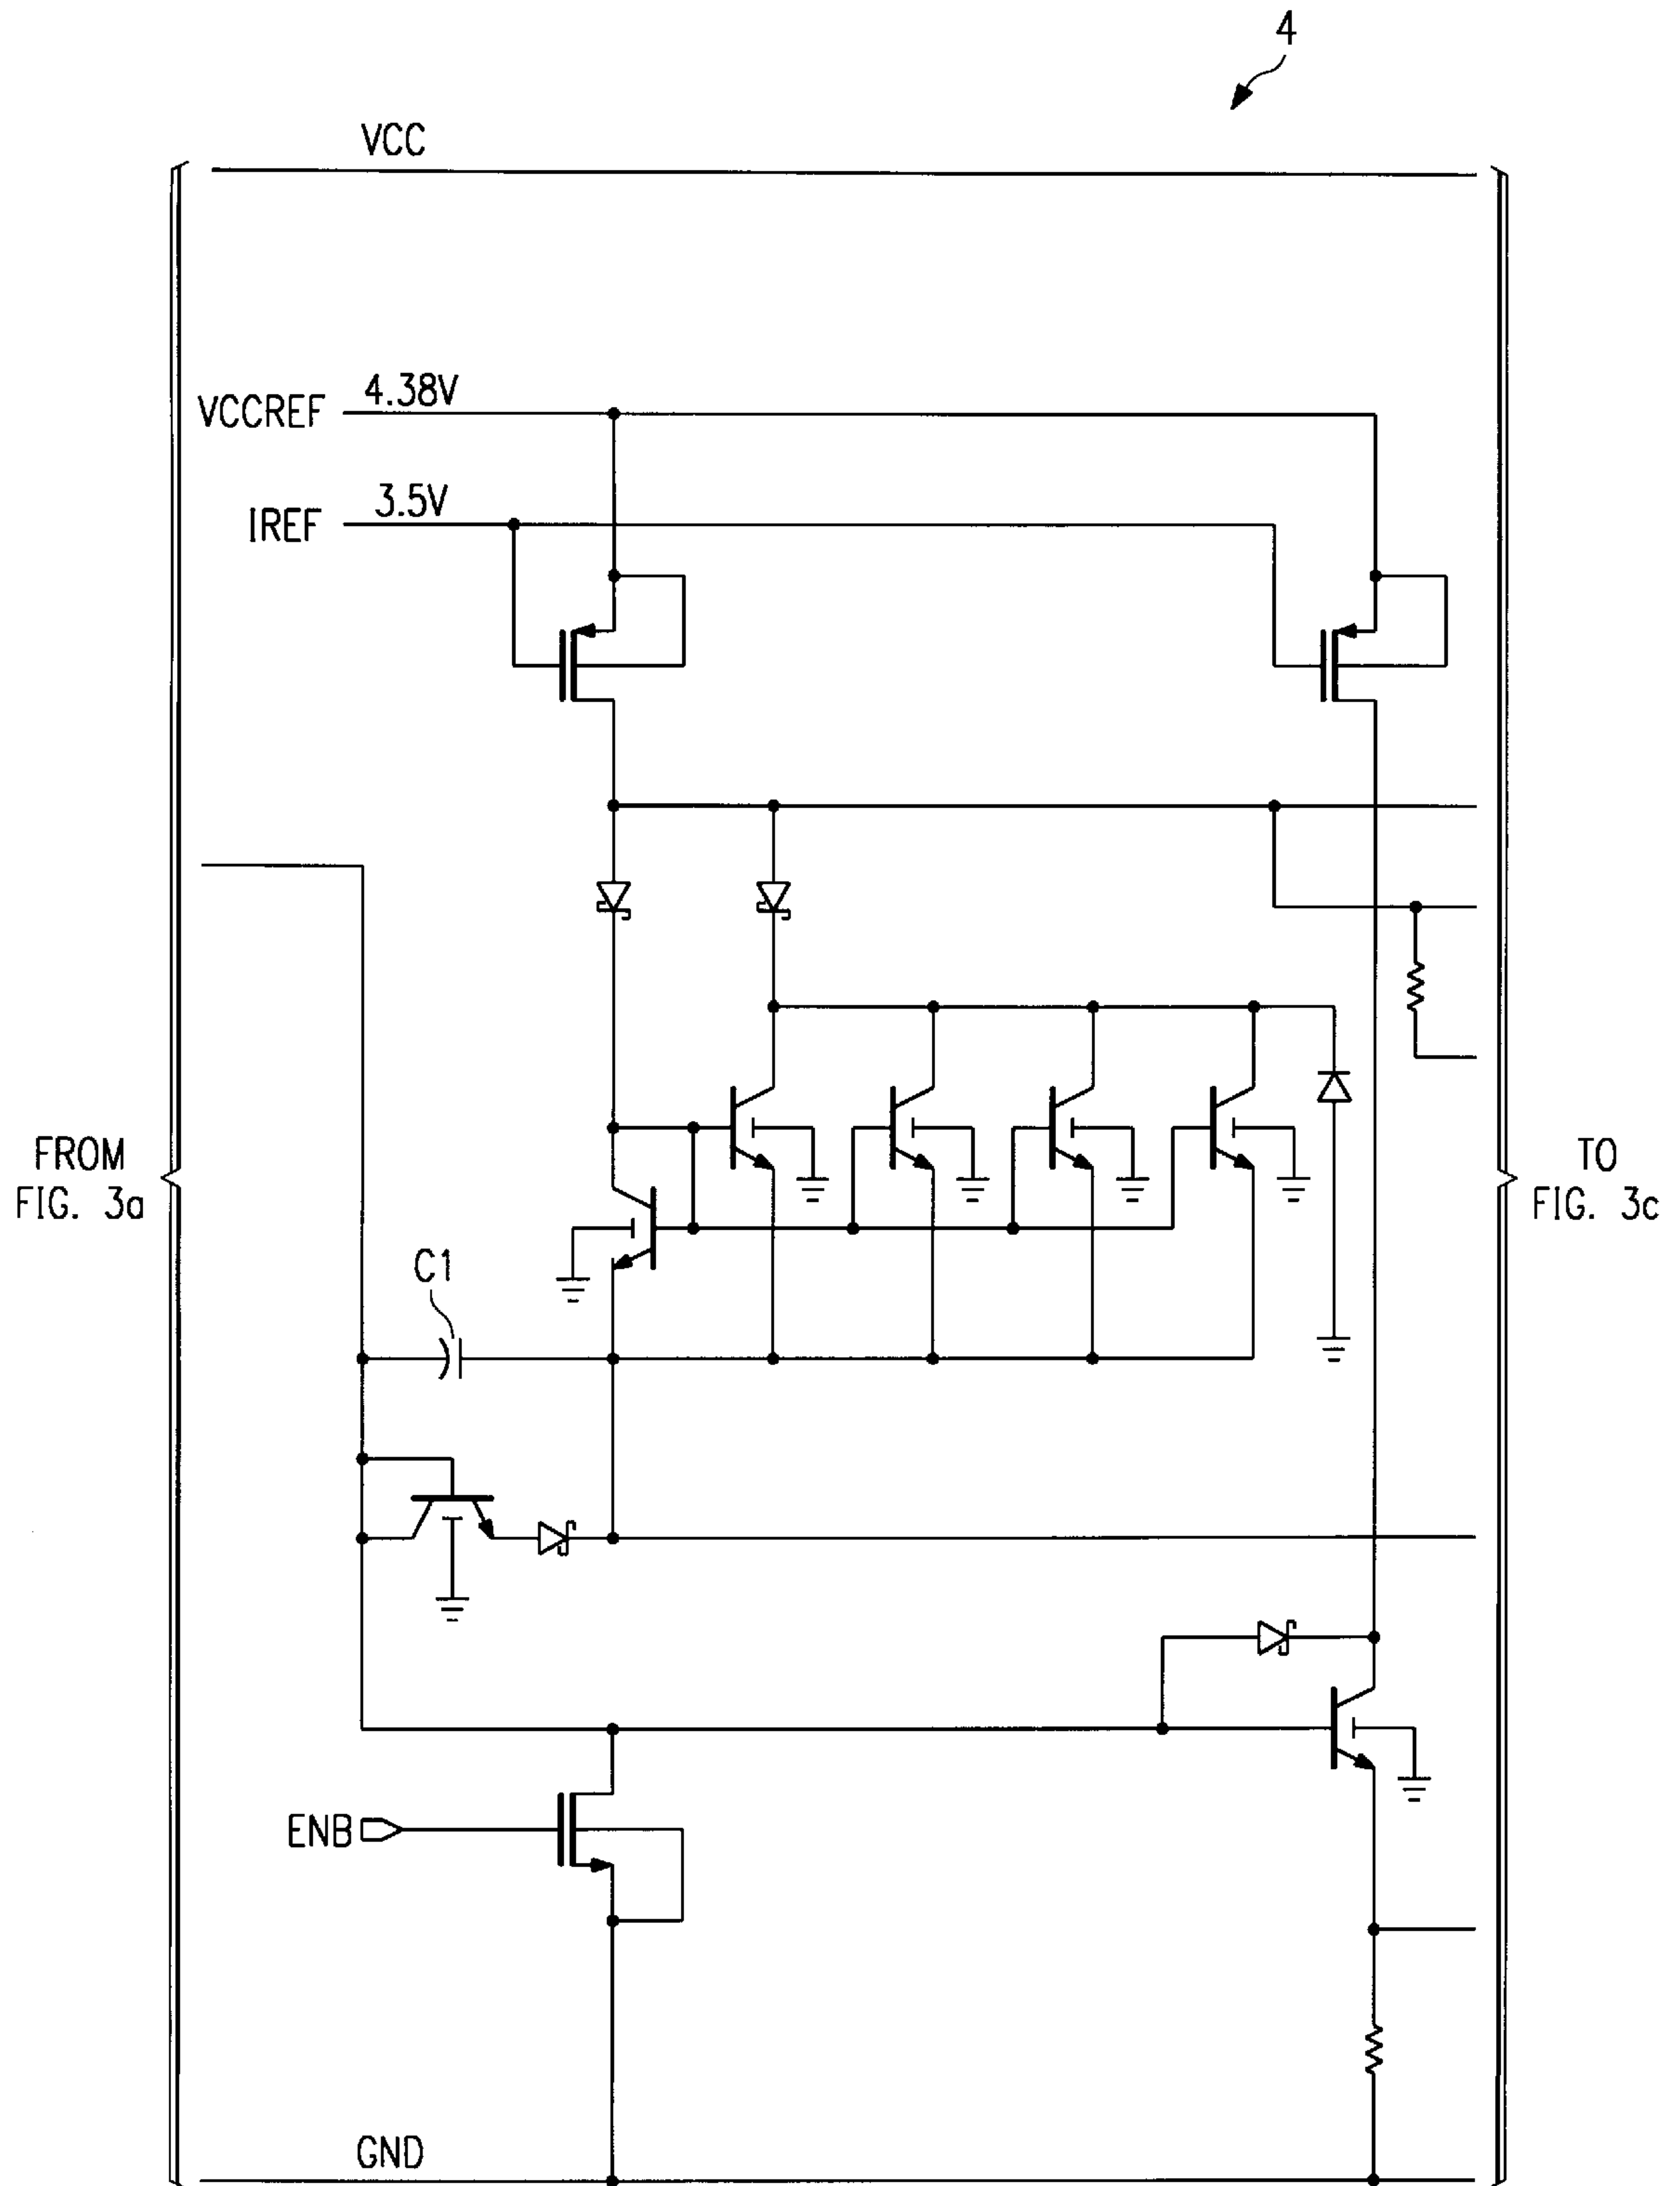 4
VCC
VCCREF 4.38V
IREF 3.5V
FROM
FIG. 3a
TO
FIG. 3c
C1
ENB
GND